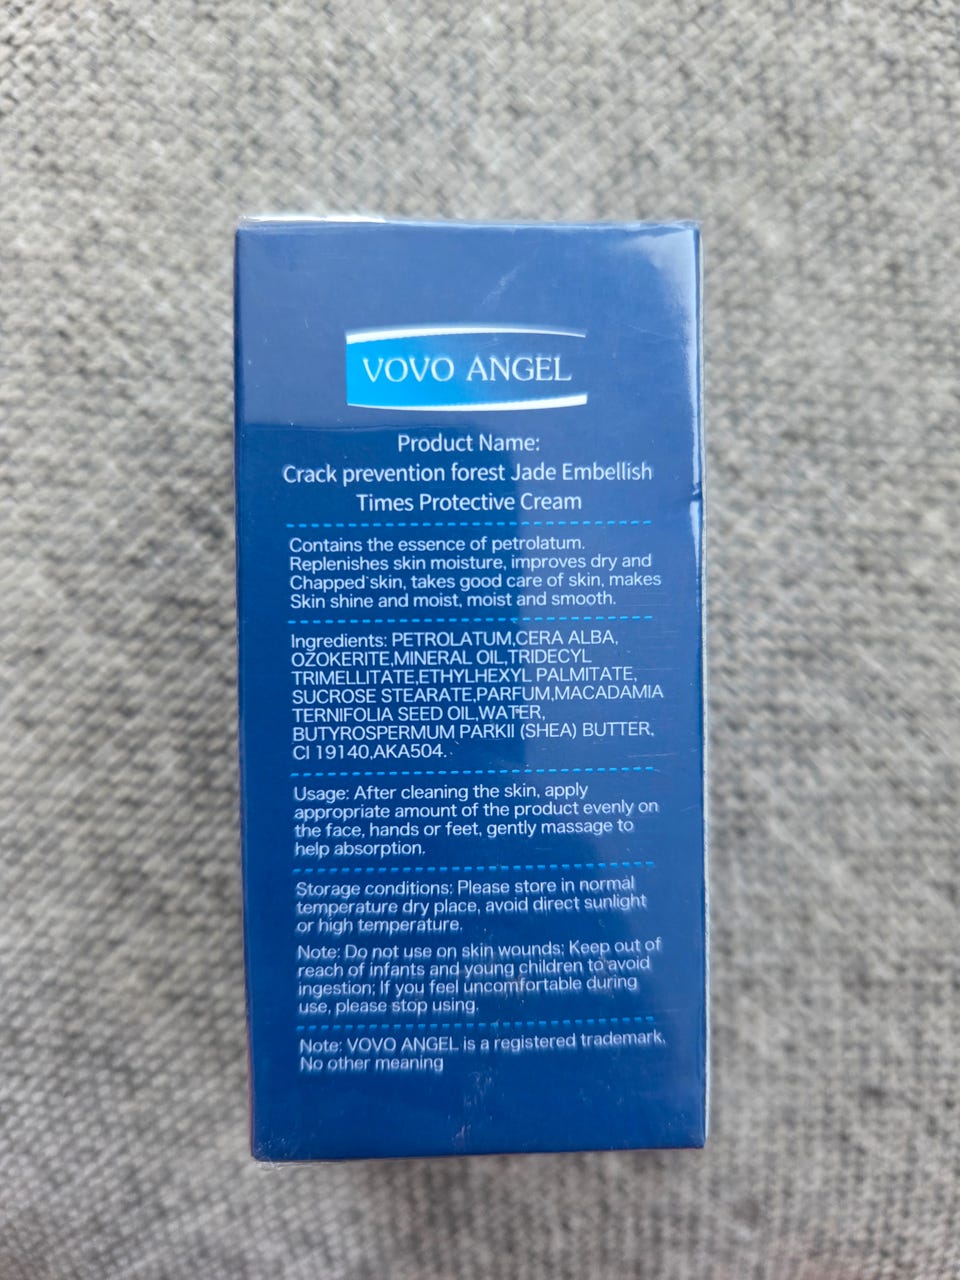 VOVO ANGEL
Product Name:
Crack prevention forest Jade Embellish
Times Protective Cream
Contains the essence of petrolatum.
Replenishes skin moisture, improves dry and
Chapped skin, takes good care of skin, makes
Skin shine and moist, moist and smooth.
Ingredients: PETROLATUM,CERA ALBA,
OZOKERITE,MINERAL OIL,TRIDECYL
TRIMELLITATE,ETHYLHEXYL PALMITATE,
SUCROSE STEARATE,PARFUM,MACADAMIA
TERNIFOLIA SEED OIL,WATER,
BUTYROSPERMUM PARKII (SHEA) BUTTER,
CI 19140,AKA504.
Usage: After cleaning the skin, apply
appropriate amount of the product evenly on
the face, hands or feet, gently massage to
help absorption.
Storage conditions: Please store in normal
temperature dry place, avoid direct sunlight
or high temperature.
Note: Do not use on skin wounds; Keep out of
reach of infants and young children to avoid
ingestion; If you feel uncomfortable during
use, please stop using.
Note: VOVO ANGEL is a registered trademark.
No other meaning